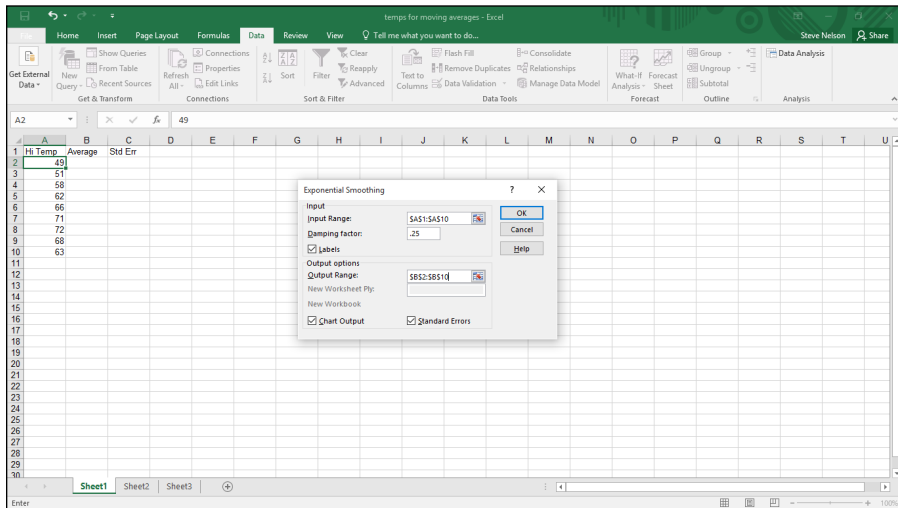 temps for moving averages - Excel
File Home Insert Page Layout Formulas Data Review View Tell me what you want to do... Steve Nelson Share
Get External Data
New Query
Show Queries
From Table
Recent Sources
Get & Transform
Refresh All
Connections
Properties
Edit Links
Connections
Sort
Filter
Clear
Reapply
Advanced
Sort & Filter
Text to Columns
Flash Fill
Remove Duplicates
Data Validation
Consolidate
Relationships
Manage Data Model
Data Tools
What-If Analysis
Forecast Sheet
Forecast
Group
Ungroup
Subtotal
Outline
Data Analysis
Analysis
A2 fx 49
A B C D E F G H I J K L M N O P Q R S T U
1 Hi Temp Average Std Err
2 49
3 51
4 58
5 62
6 66
7 71
8 72
9 68
10 63
11
12
13
14
15
16
17
18
19
20
21
22
23
24
25
26
27
28
29
30
Exponential Smoothing ?
Input
Input Range: $A$1:$A$10
Damping factor: .25
Labels
Output options
Output Range: $B$2:$B$10
New Worksheet Ply:
New Workbook
Chart Output Standard Errors
OK
Cancel
Help
Sheet1 Sheet2 Sheet3
Enter 100%